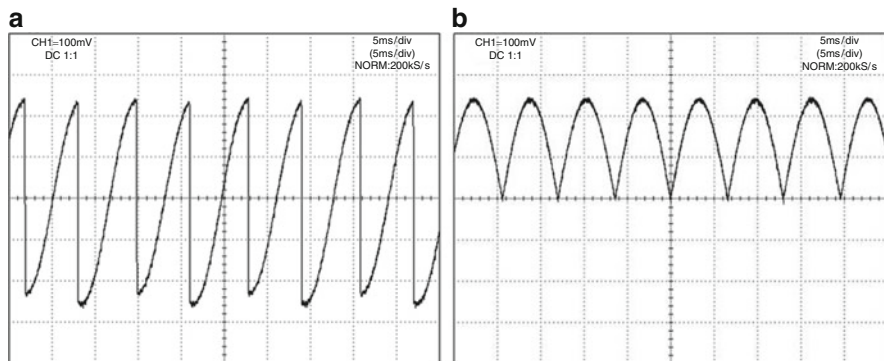 a
CH1=100mV
DC 1:1
5ms/div
(5ms/div)
NORM:200kS/s
b
CH1=100mV
DC 1:1
5ms/div
(5ms/div)
NORM:200kS/s